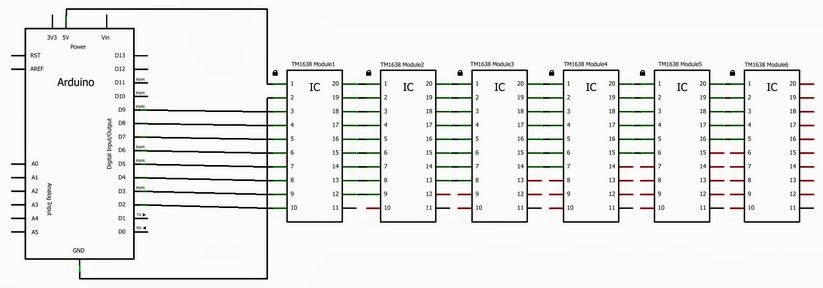 3V3 5V Vin
Power
RST
AREF
Arduino
D13
D12
D11 PWM
D10 PWM
D9 PWM
D8
D7
D6 PWM
D5 PWM
D4
D3 PWM
D2
D1 TX
D0 RX
Digital Input/Output
A0
A1
A2
A3
A4
A5
Analog Input
GND
TM1638 Module1
IC
1 20
2 19
3 18
4 17
5 16
6 15
7 14
8 13
9 12
10 11
TM1638 Module2
IC
1 20
2 19
3 18
4 17
5 16
6 15
7 14
8 13
9 12
10 11
TM1638 Module3
IC
1 20
2 19
3 18
4 17
5 16
6 15
7 14
8 13
9 12
10 11
TM1638 Module4
IC
1 20
2 19
3 18
4 17
5 16
6 15
7 14
8 13
9 12
10 11
TM1638 Module5
IC
1 20
2 19
3 18
4 17
5 16
6 15
7 14
8 13
9 12
10 11
TM1638 Module6
IC
1 20
2 19
3 18
4 17
5 16
6 15
7 14
8 13
9 12
10 11